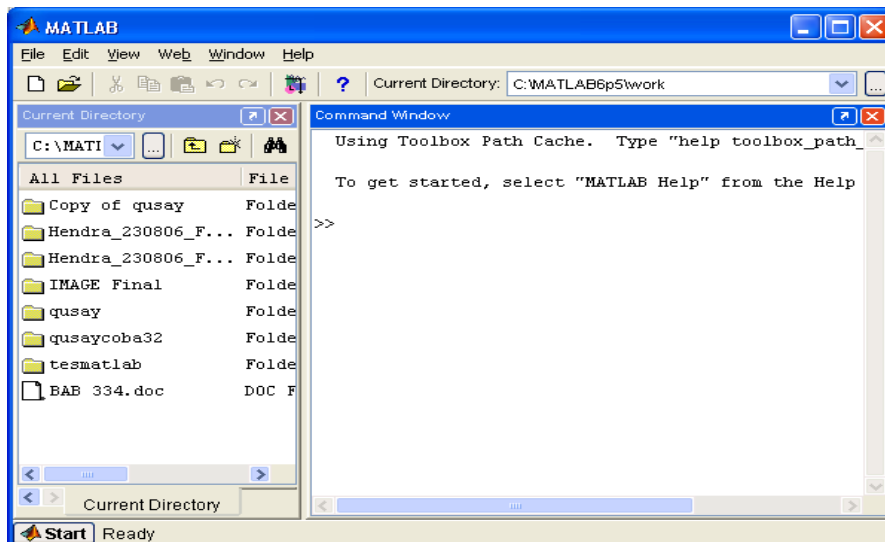 MATLAB
File Edit View Web Window Help
? Current Directory: C:\MATLAB6p5\work ...
Current Directory
C:\MATI ...
All Files File
Copy of qusay Folde
Hendra_230806_F... Folde
Hendra_230806_F... Folde
IMAGE Final Folde
qusay Folde
qusaycoba32 Folde
tesmatlab Folde
BAB 334.doc DOC F
Current Directory
Command Window
Using Toolbox Path Cache. Type "help toolbox_path_
To get started, select "MATLAB Help" from the Help
>>
Start Ready